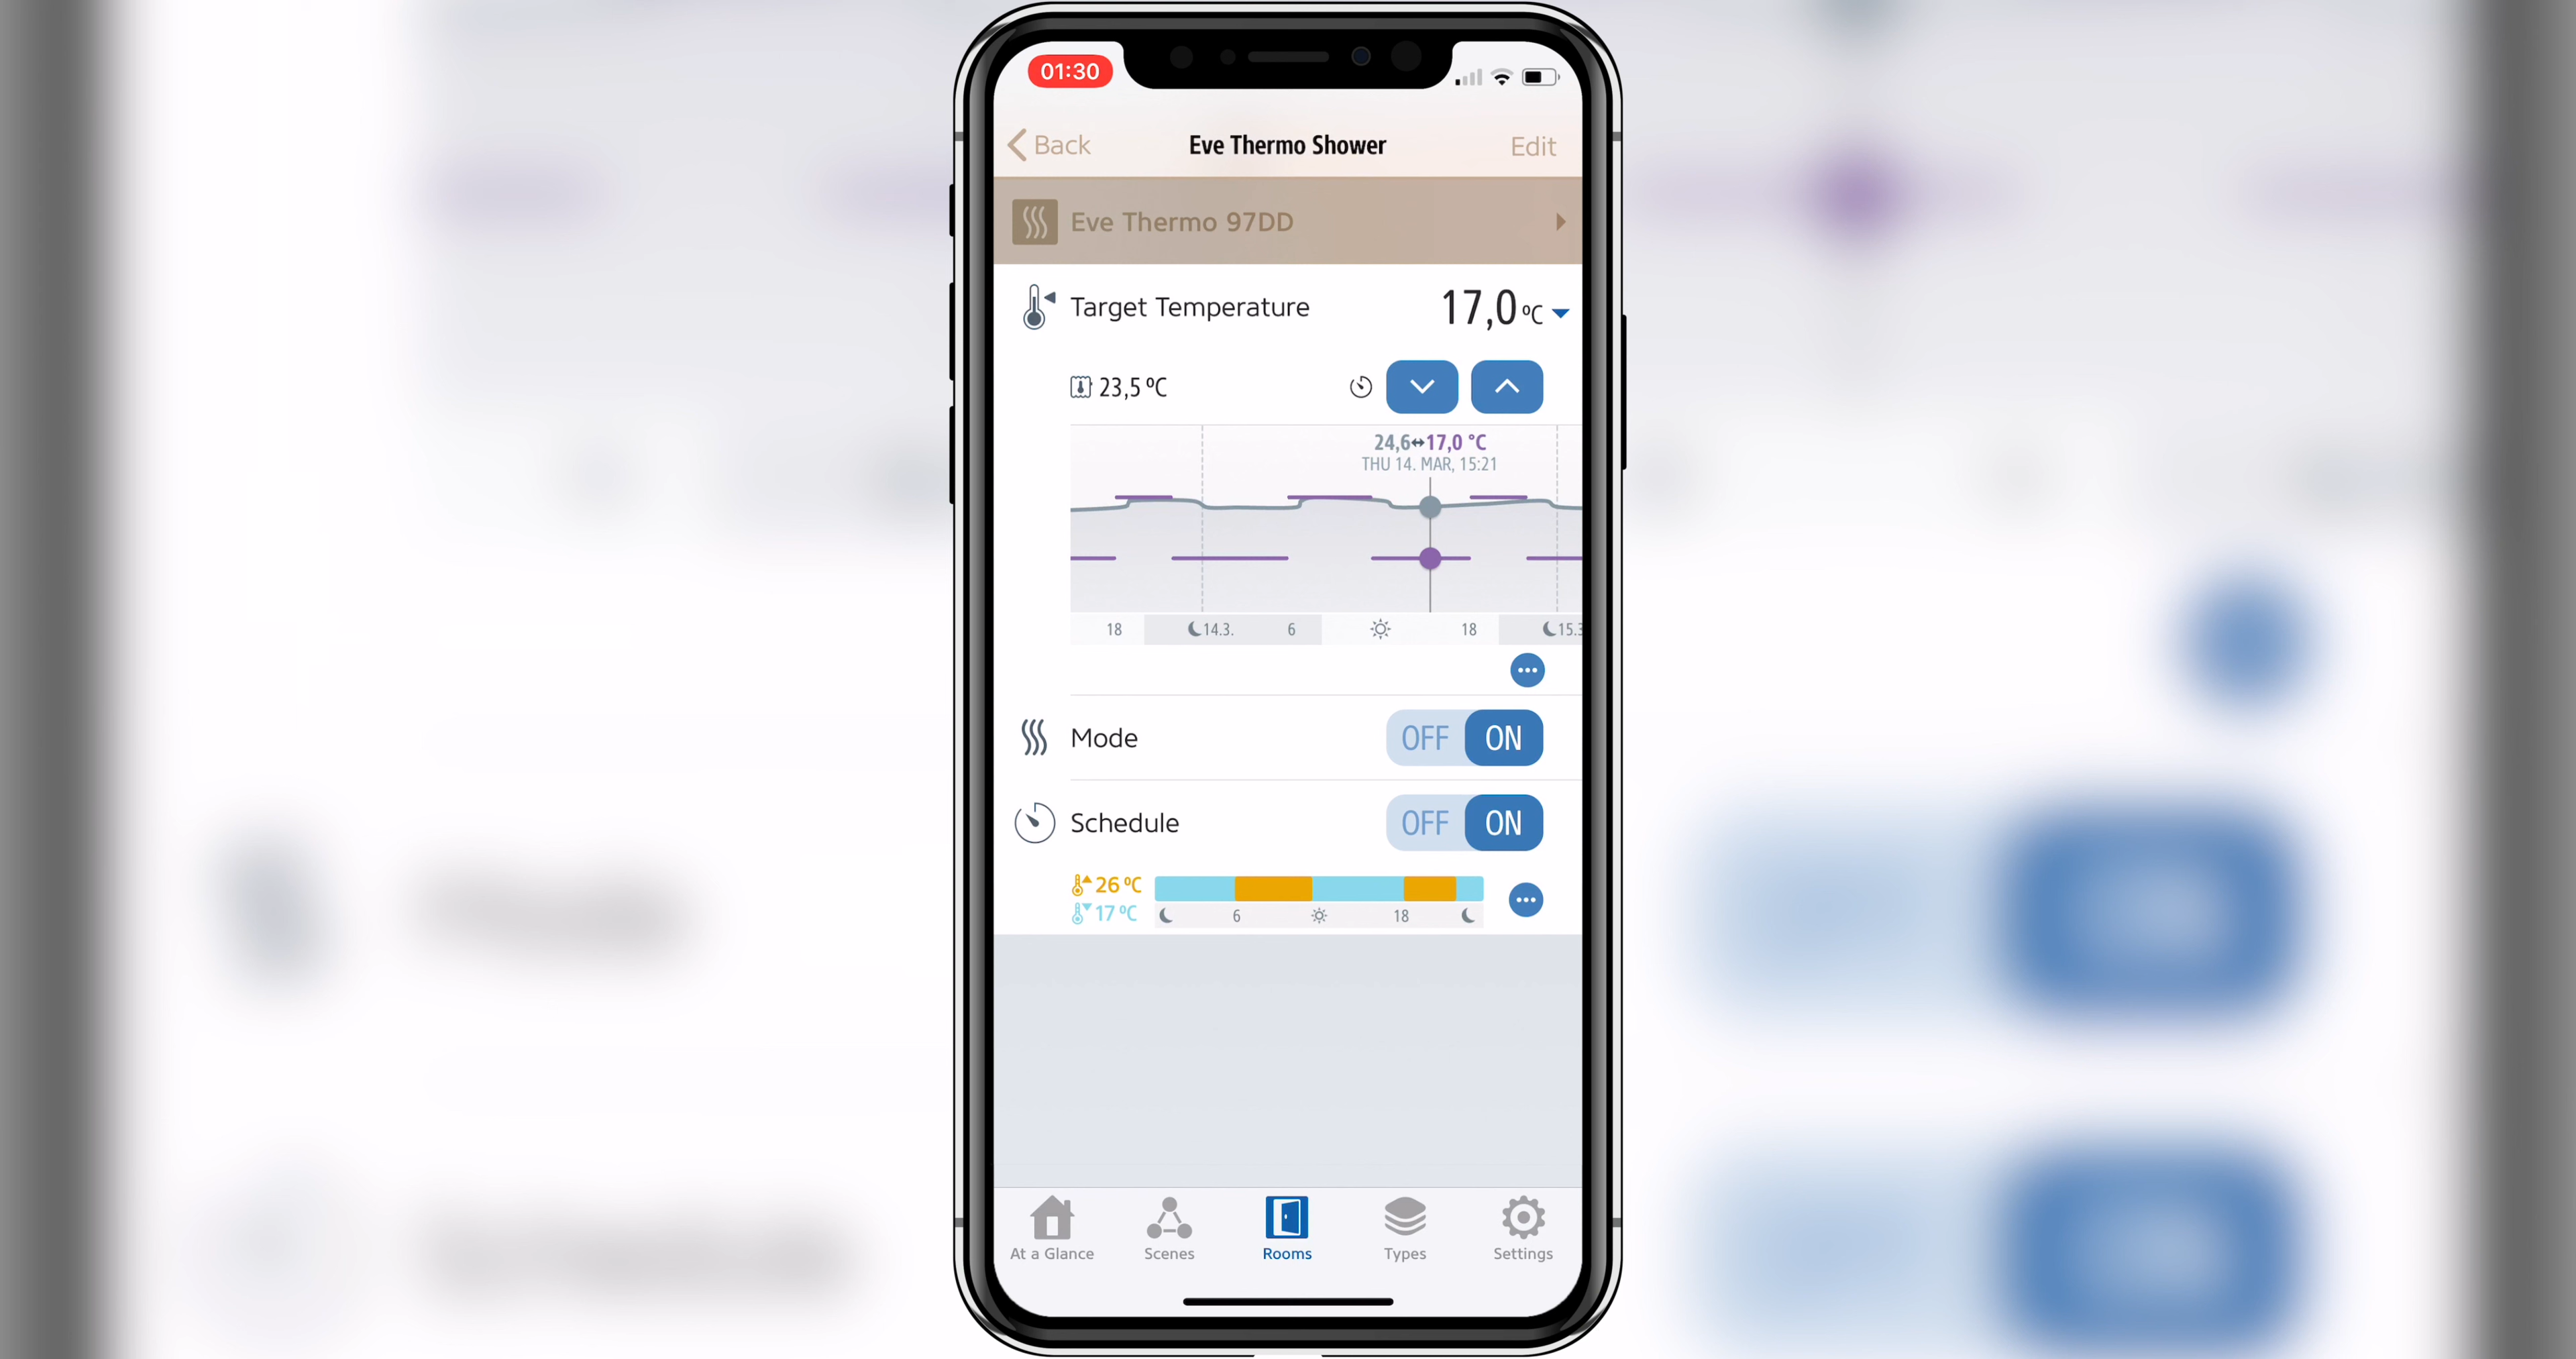 01:30
Back
Eve Thermo Shower
Edit
Eve Thermo 97DD
Target Temperature
17,0 °C
23,5 °C
24,6↔17,0 °C
THU 14. MAR, 15:21
18 14.3. 6 18 15.3
Mode
OFF ON
Schedule
OFF ON
26 °C
17 °C
6 18
At a Glance Scenes Rooms Types Settings